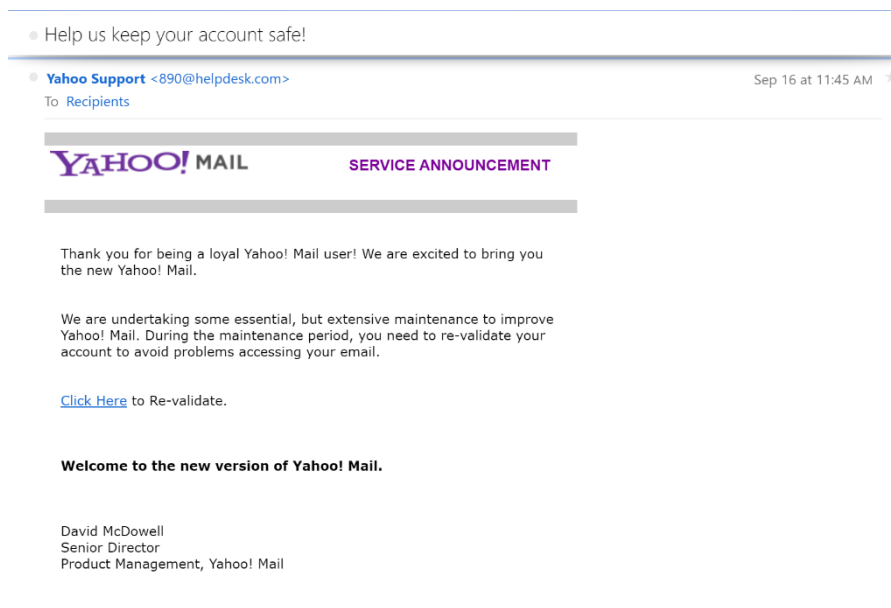 Help us keep your account safe!
Yahoo Support <890@helpdesk.com>
Sep 16 at 11:45 AM
To Recipients
YAHOO! MAIL
SERVICE ANNOUNCEMENT
Thank you for being a loyal Yahoo! Mail user! We are excited to bring you
the new Yahoo! Mail.
We are undertaking some essential, but extensive maintenance to improve
Yahoo! Mail. During the maintenance period, you need to re-validate your
account to avoid problems accessing your email.
Click Here to Re-validate.
Welcome to the new version of Yahoo! Mail.
David McDowell
Senior Director
Product Management, Yahoo! Mail